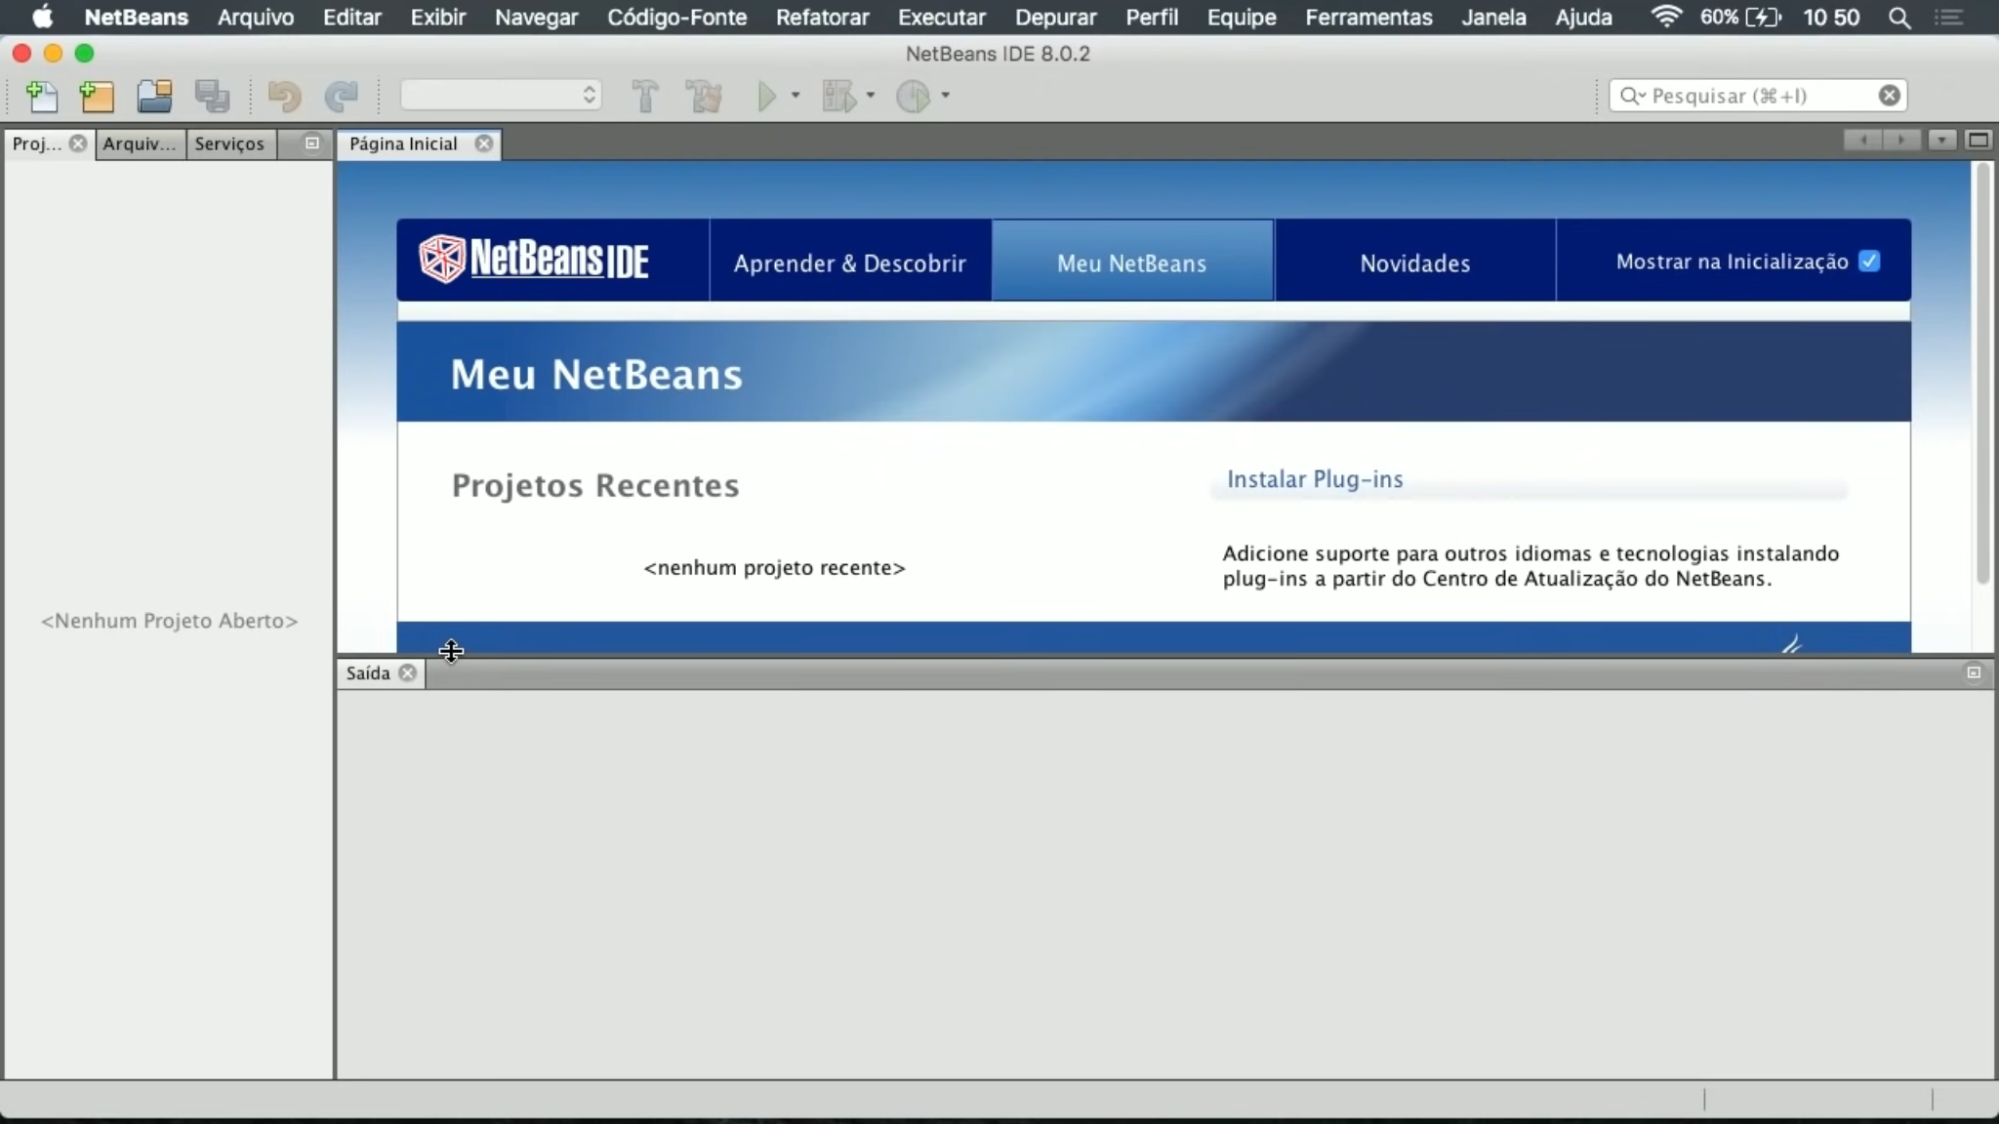 NetBeans Arquivo Editar Exibir Navegar Código-Fonte Refatorar Executar Depurar Perfil Equipe Ferramentas Janela Ajuda 60% 10 50
NetBeans IDE 8.0.2
Pesquisar (⌘+I)
Proj... Arquiv... Serviços Página Inicial
NetBeans IDE Aprender & Descobrir Meu NetBeans Novidades Mostrar na Inicialização
Meu NetBeans
Projetos Recentes
<nenhum projeto recente>
Instalar Plug-ins
Adicione suporte para outros idiomas e tecnologias instalando
plug-ins a partir do Centro de Atualização do NetBeans.
<Nenhum Projeto Aberto>
Saída